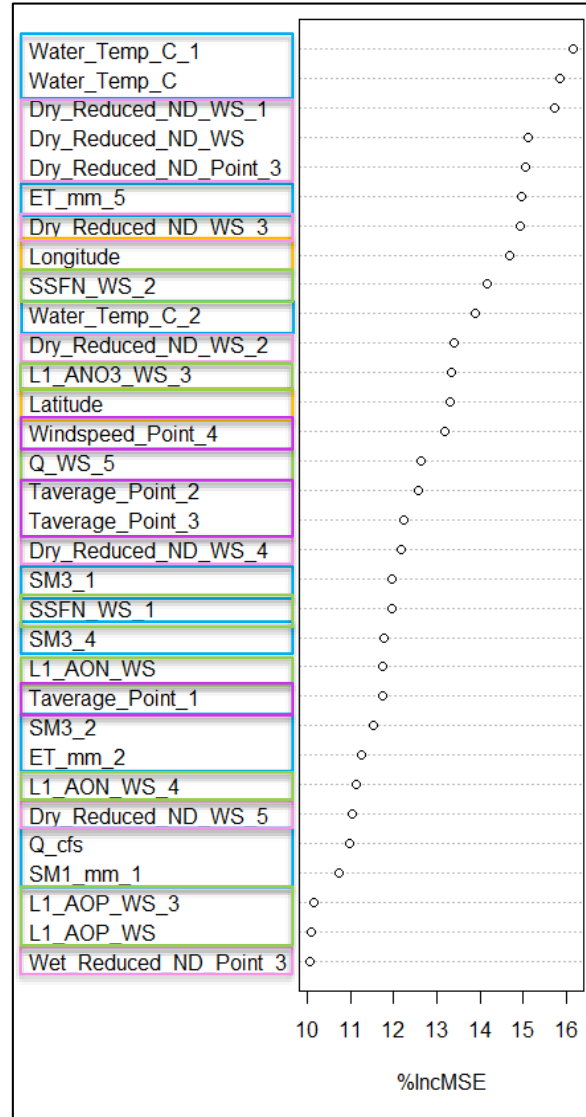 Water_Temp_C_1
Water_Temp_C
Dry_Reduced_ND_WS_1
Dry_Reduced_ND_WS
Dry_Reduced_ND_Point_3
ET_mm_5
Dry_Reduced_ND_WS_3
Longitude
SSFN_WS_2
Water_Temp_C_2
Dry_Reduced_ND_WS_2
L1_ANO3_WS_3
Latitude
Windspeed_Point_4
Q_WS_5
Taverage_Point_2
Taverage_Point_3
Dry_Reduced_ND_WS_4
SM3_1
SSFN_WS_1
SM3_4
L1_AON_WS
Taverage_Point_1
SM3_2
ET_mm_2
L1_AON_WS_4
Dry_Reduced_ND_WS_5
Q_cfs
SM1_mm_1
L1_AOP_WS_3
L1_AOP_WS
Wet_Reduced_ND_Point_3
10 11 12 13 14 15 16
%IncMSE